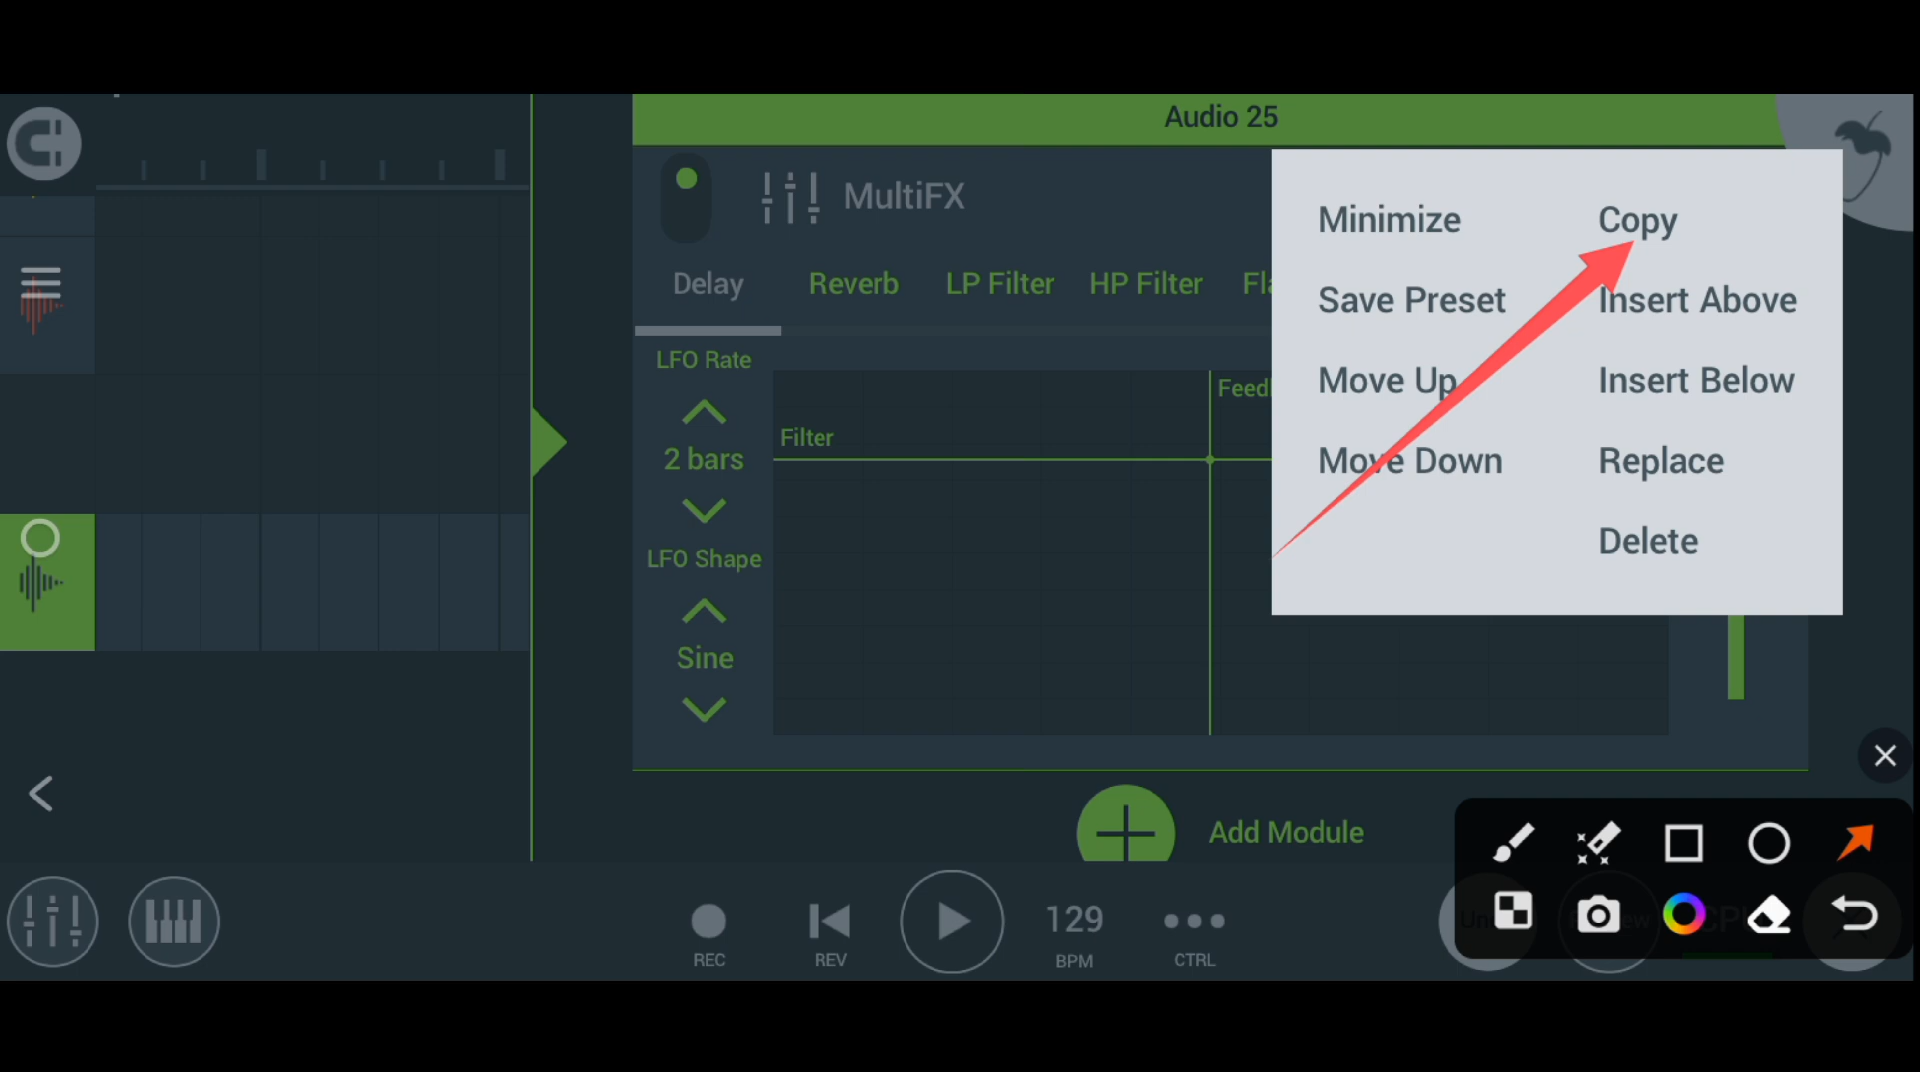 Audio 25
MultiFX
Minimize
Copy
Delay
Reverb
LP Filter
HP Filter
Save Preset
Insert Above
LFO Rate
Move Up
Insert Below
Filter
2 bars
Move Down
Replace
LFO Shape
Delete
Sine
Add Module
129
REC
REV
BPM
CTRL